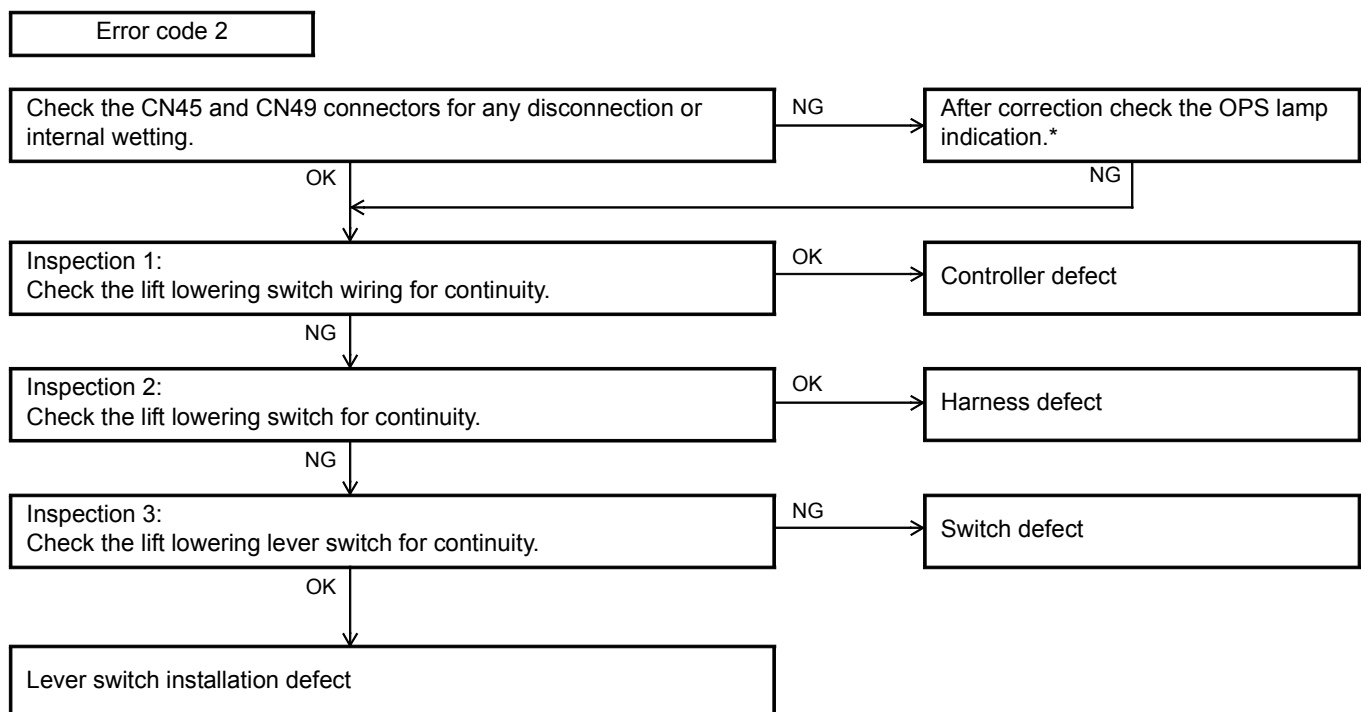 Error code 2
Check the CN45 and CN49 connectors for any disconnection or
internal wetting.
NG
After correction check the OPS lamp
indication.*
OK
NG
Inspection 1:
Check the lift lowering switch wiring for continuity.
OK
Controller defect
NG
Inspection 2:
Check the lift lowering switch for continuity.
OK
Harness defect
NG
Inspection 3:
Check the lift lowering lever switch for continuity.
NG
Switch defect
OK
Lever switch installation defect